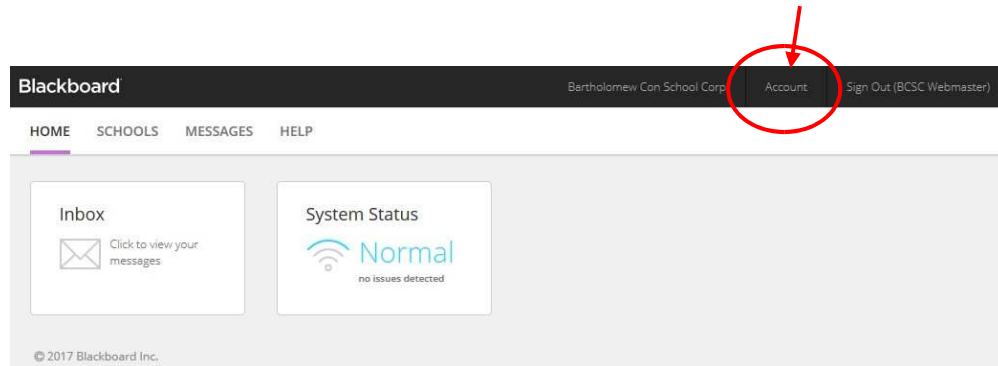 Blackboard
Bartholomew Con School Corp
Account
Sign Out (BCSC Webmaster)
HOME SCHOOLS MESSAGES HELP
Inbox
Click to view your
messages
System Status
Normal
no issues detected
© 2017 Blackboard Inc.